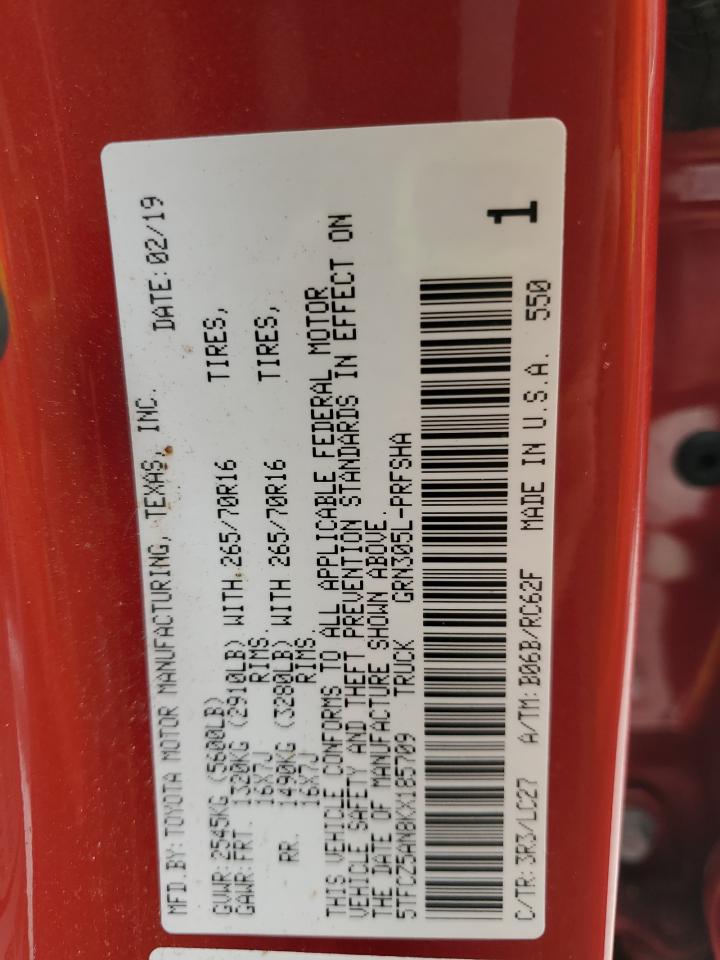 MFD.BY: TOYOTA MOTOR MANUFACTURING, TEXAS, INC. DATE: 02/19
GVWR: 2545KG (5600LB)
GAWR: FRT. 1320KG (2910LB) WITH 265/70R16 TIRES,
16X7J RIMS.
RR. 1490KG (3280LB) WITH 265/70R16 TIRES,
16X7J RIMS.
THIS VEHICLE CONFORMS TO ALL APPLICABLE FEDERAL MOTOR
VEHICLE SAFETY AND THEFT PREVENTION STANDARDS IN EFFECT ON
THE DATE OF MANUFACTURE SHOWN ABOVE.
5TFCZ5AN8KX185709 TRUCK GRN305L-PRFSHA
1
C/TR: 3R3/LC27 A/TM: B06B/RC62F MADE IN U.S.A. 550